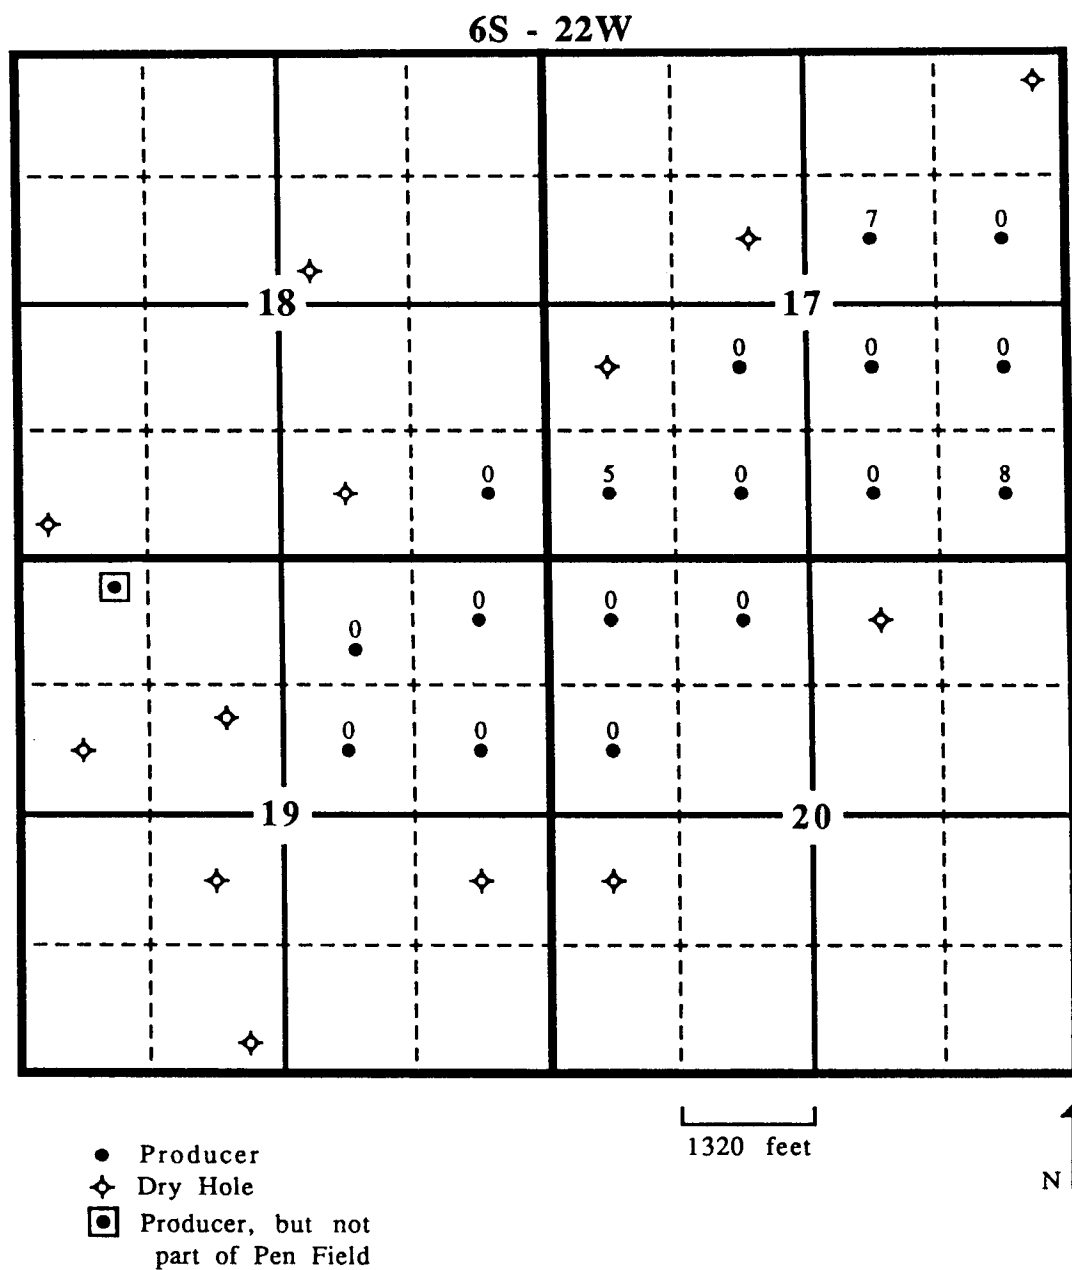 6S - 22W
7 0
18 17
0 0 0
0 5 0 0 8
0 0 0
0
0 0 0
19 20
1320 feet
N
Producer
Dry Hole
Producer, but not
part of Pen Field